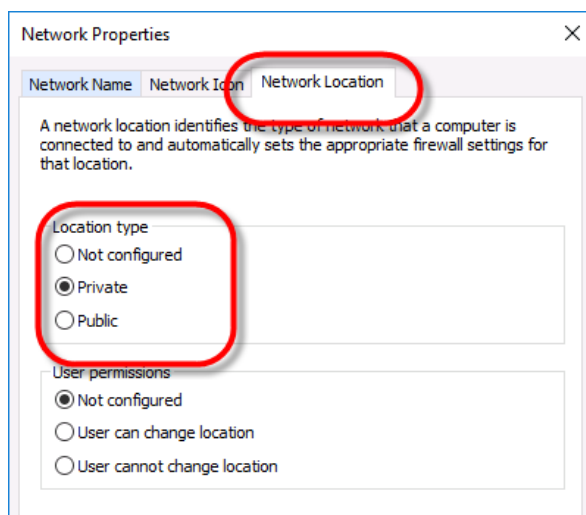 Network Properties
Network Name
Network Icon
Network Location
A network location identifies the type of network that a computer is
connected to and automatically sets the appropriate firewall settings for
that location.
Location type
Not configured
Private
Public
User permissions
Not configured
User can change location
User cannot change location